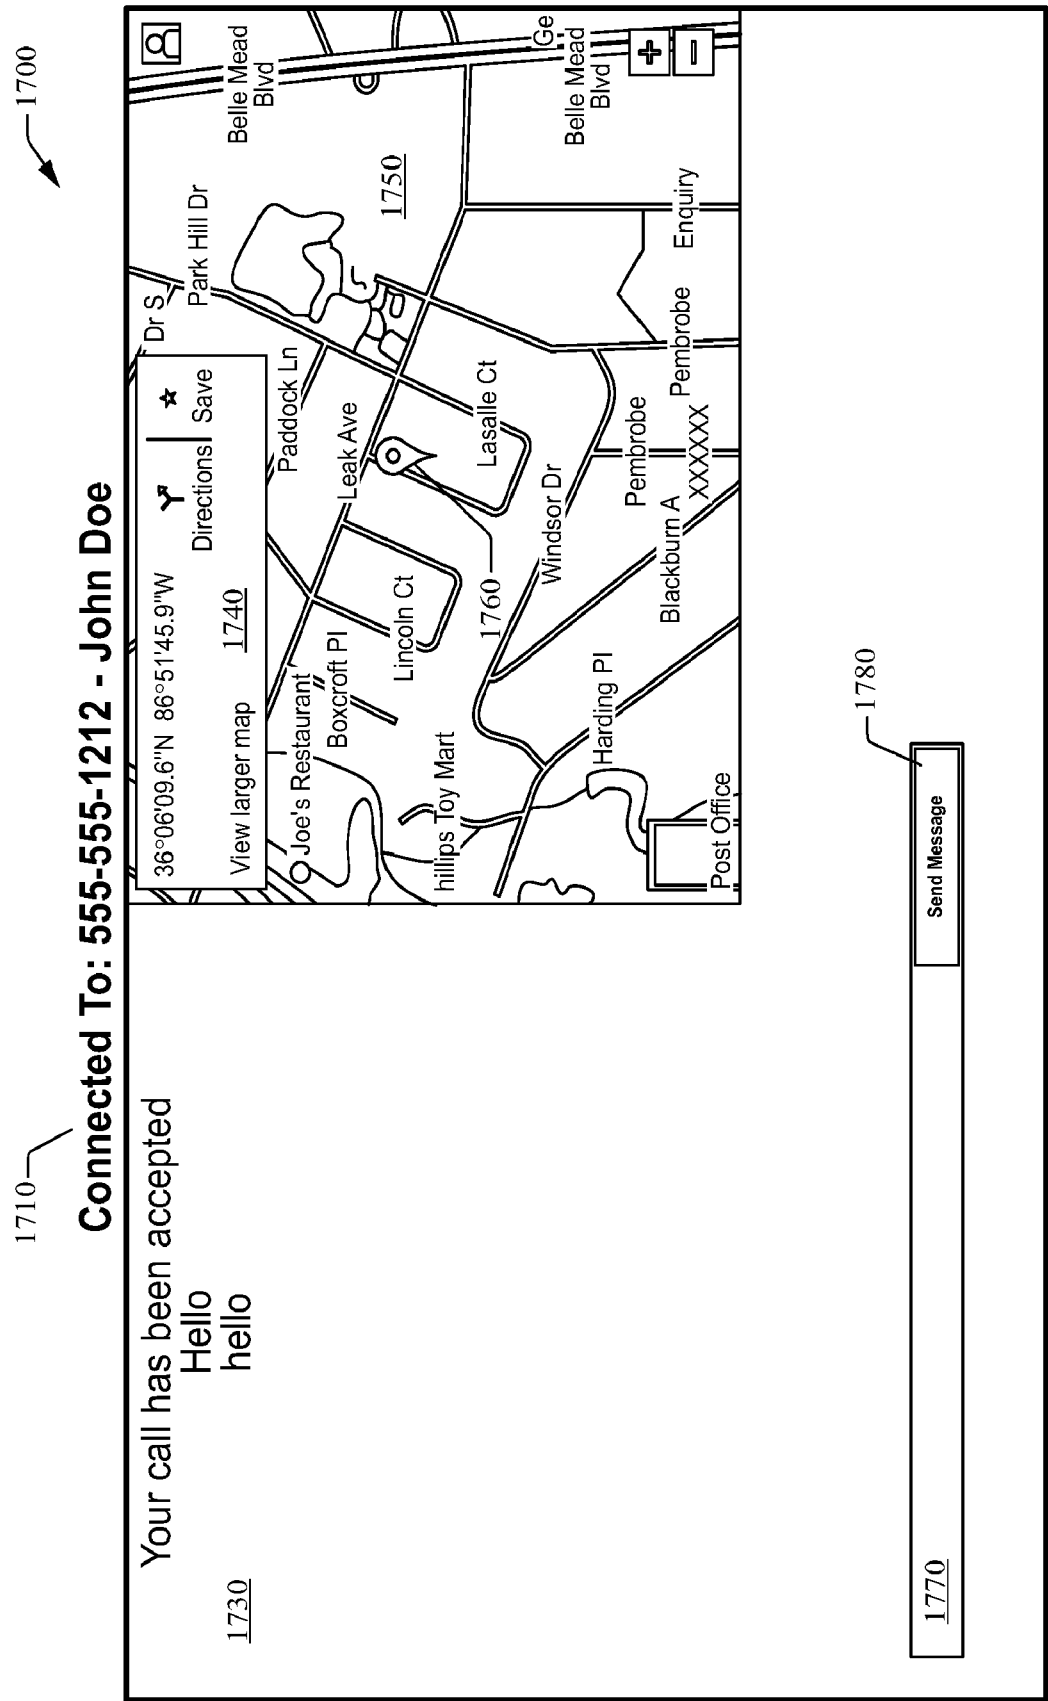 1700
1710
Connected To: 555-555-1212 - John Doe
Your call has been accepted
Hello
hello
1730
36°06'09.6"N 86°51'45.9"W
Directions
Save
View larger map
1740
Dr S
Park Hill Dr
Belle Mead
Blvd
Paddock Ln
Joe's Restaurant
Boxcroft Pl
Leak Ave
1750
Lincoln Ct
Lasalle Ct
hillips Toy Mart
1760
Windsor Dr
Ge
Belle Mead
Blvd
Harding Pl
Pembrobe
Blackburn A
XXXXXX
Pembrobe
Enquiry
Post Office
+
−
1770
Send Message
1780